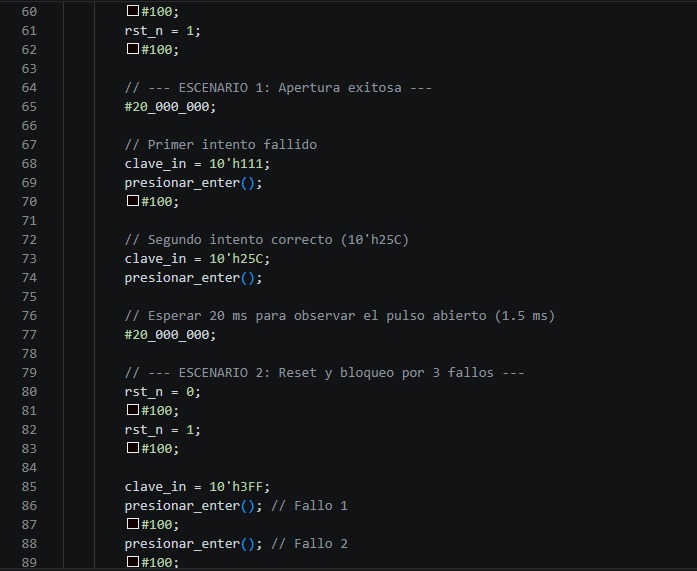 60 #100;
61 rst_n = 1;
62 #100;
63
64 // --- ESCENARIO 1: Apertura exitosa ---
65 #20_000_000;
66
67 // Primer intento fallido
68 clave_in = 10'h111;
69 presionar_enter();
70 #100;
71
72 // Segundo intento correcto (10'h25C)
73 clave_in = 10'h25C;
74 presionar_enter();
75
76 // Esperar 20 ms para observar el pulso abierto (1.5 ms)
77 #20_000_000;
78
79 // --- ESCENARIO 2: Reset y bloqueo por 3 fallos ---
80 rst_n = 0;
81 #100;
82 rst_n = 1;
83 #100;
84
85 clave_in = 10'h3FF;
86 presionar_enter(); // Fallo 1
87 #100;
88 presionar_enter(); // Fallo 2
89 #100;